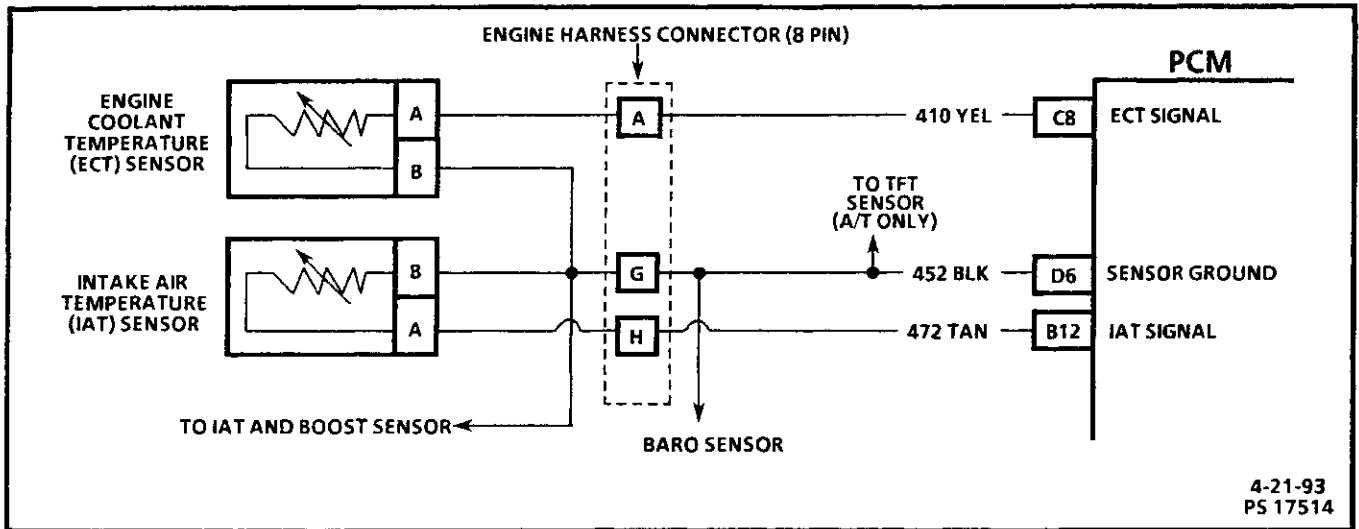 ENGINE HARNESS CONNECTOR (8 PIN)
PCM
ENGINE
COOLANT
TEMPERATURE
(ECT) SENSOR
A
B
A
410 YEL
C8
ECT SIGNAL
TO TFT
SENSOR
(A/T ONLY)
INTAKE AIR
TEMPERATURE
(IAT) SENSOR
B
A
G
H
452 BLK
D6
SENSOR GROUND
472 TAN
B12
IAT SIGNAL
TO IAT AND BOOST SENSOR
BARO SENSOR
4-21-93
PS 17514